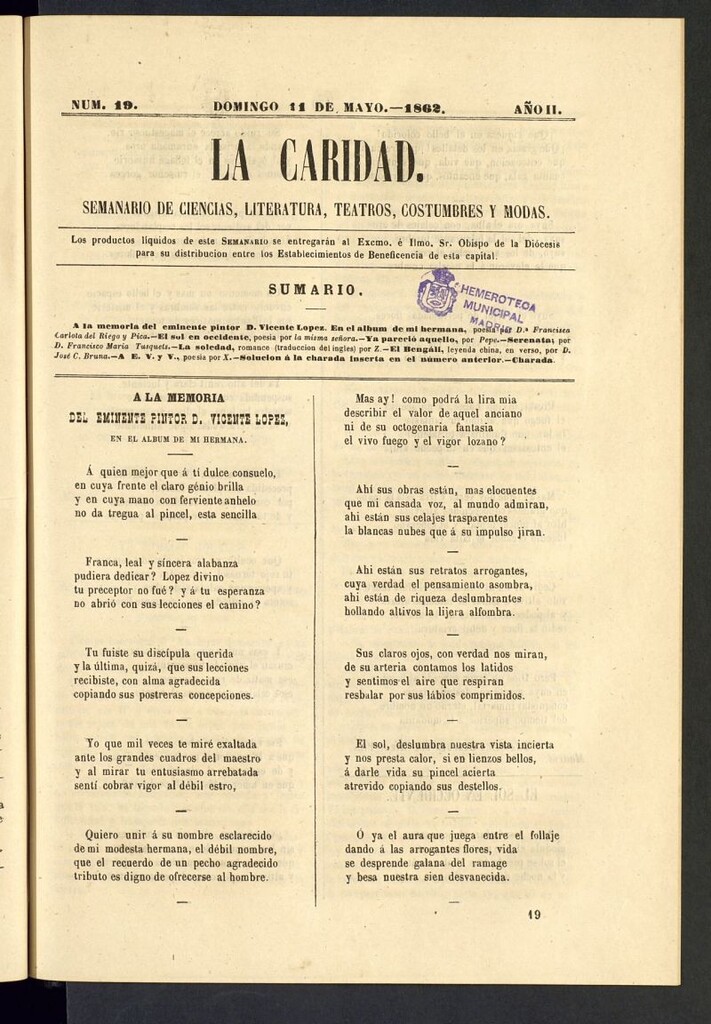 NUM. 19. DOMINGO 11 DE MAYO.—1862. AÑO II.
LA CARIDAD.
SEMANARIO DE CIENCIAS, LITERATURA, TEATROS, COSTUMBRES Y MODAS.
Los productos líquidos de este SEMANARIO se entregarán al Excmo. é Ilmo. Sr. Obispo de la Diócesis
para su distribucion entre los Establecimientos de Beneficencia de esta capital.
SUMARIO.
HEMEROTECA
MUNICIPAL
MADRID
A la memoria del eminente pintor D. Vicente Lopez. En el album de mi hermana, poesía por D.ª Francisca
Carlota del Riego y Pica.—El sol en occidente, poesia por la misma señora.—Ya pareció aquello, por Pepe.—Serenata; por
D. Francisco María Tusquets.—La soledad, romance (traduccion del ingles) por Z.—El Bengáli, leyenda china, en verso, por D.
José C. Bruna.—A E. V. y V., poesia por X.—Solucion á la charada inserta en el número anterior.—Charada.
A LA MEMORIA
DEL EMINENTE PINTOR D. VICENTE LOPEZ,
EN EL ALBUM DE MI HERMANA.
Á quien mejor que á tí dulce consuelo,
en cuya frente el claro génio brilla
y en cuya mano con ferviente anhelo
no da tregua al pincel, esta sencilla
Franca, leal y síncera alabanza
pudiera dedicar? Lopez divino
tu preceptor no fué? y á tu esperanza
no abrió con sus lecciones el camino?
Tu fuiste su discípula querida
y la última, quizá, que sus lecciones
recibiste, con alma agradecida
copiando sus postreras concepciones.
Yo que mil veces te miré exaltada
ante los grandes cuadros del maestro
y al mirar tu entusiasmo arrebatada
sentí cobrar vigor al débil estro,
Quiero unir á su nombre esclarecido
de mi modesta hermana, el débil nombre,
que el recuerdo de un pecho agradecido
tributo es digno de ofrecerse al hombre.
Mas ay! como podrá la lira mia
describir el valor de aquel anciano
ni de su octogenaria fantasia
el vivo fuego y el vigor lozano?
Ahí sus obras están, mas elocuentes
que mi cansada voz, al mundo admiran,
ahi están sus celajes trasparentes
la blancas nubes que á su impulso jiran.
Ahi están sus retratos arrogantes,
cuya verdad el pensamiento asombra,
ahi están de riqueza deslumbrantes
hollando altivos la lijera alfombra.
Sus claros ojos, con verdad nos miran,
de su arteria contamos los latidos
y sentimos el aire que respiran
resbalar por sus lábios comprimidos.
El sol, deslumbra nuestra vista incierta
y nos presta calor, si en lienzos bellos,
á darle vida su pincel acierta
atrevido copiando sus destellos.
Ó ya el aura que juega entre el follaje
dando á las arrogantes flores, vida
se desprende galana del ramage
y besa nuestra sien desvanecida.
19